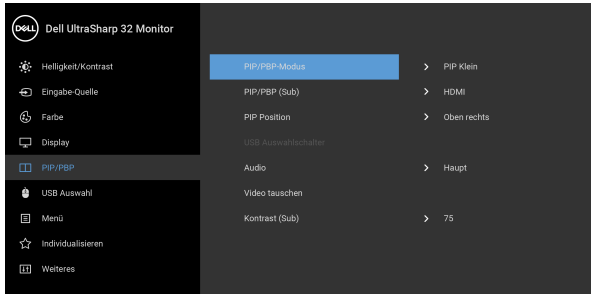 DELL Dell UltraSharp 32 Monitor
Helligkeit/Kontrast
Eingabe-Quelle
Farbe
Display
PIP/PBP
USB Auswahl
Menü
Individualisieren
Weiteres
PIP/PBP-Modus PIP Klein
PIP/PBP (Sub) HDMI
PIP Position Oben rechts
USB Auswahlschalter
Audio Haupt
Video tauschen
Kontrast (Sub) 75